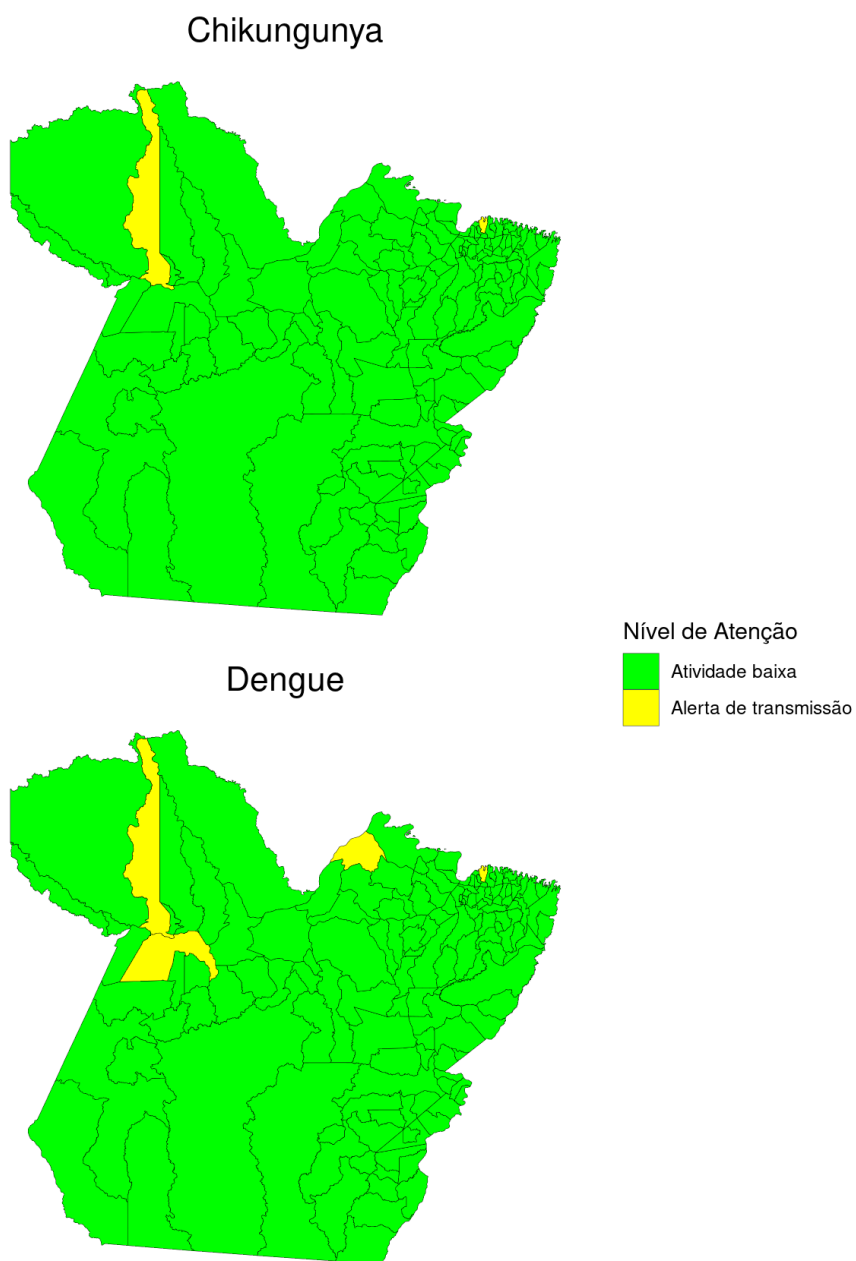 Chikungunya
Nível de Atenção
Atividade baixa
Alerta de transmissão
Dengue